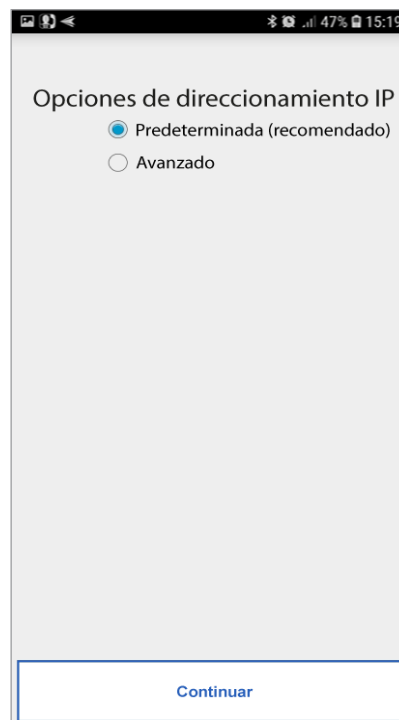 47% 15:19
Opciones de direccionamiento IP
Predeterminada (recomendado)
Avanzado
Continuar